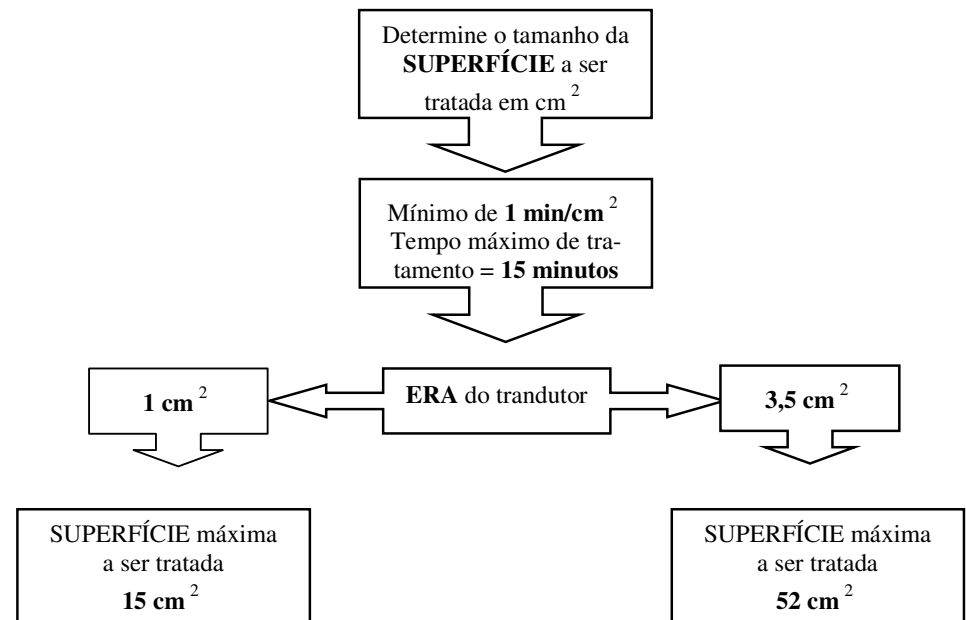 Determine o tamanho da
SUPERFÍCIE a ser
tratada em cm ²
Mínimo de 1 min/cm ²
Tempo máximo de tra-
tamento = 15 minutos
1 cm ²
ERA do trandutor
3,5 cm ²
SUPERFÍCIE máxima
a ser tratada
15 cm ²
SUPERFÍCIE máxima
a ser tratada
52 cm ²